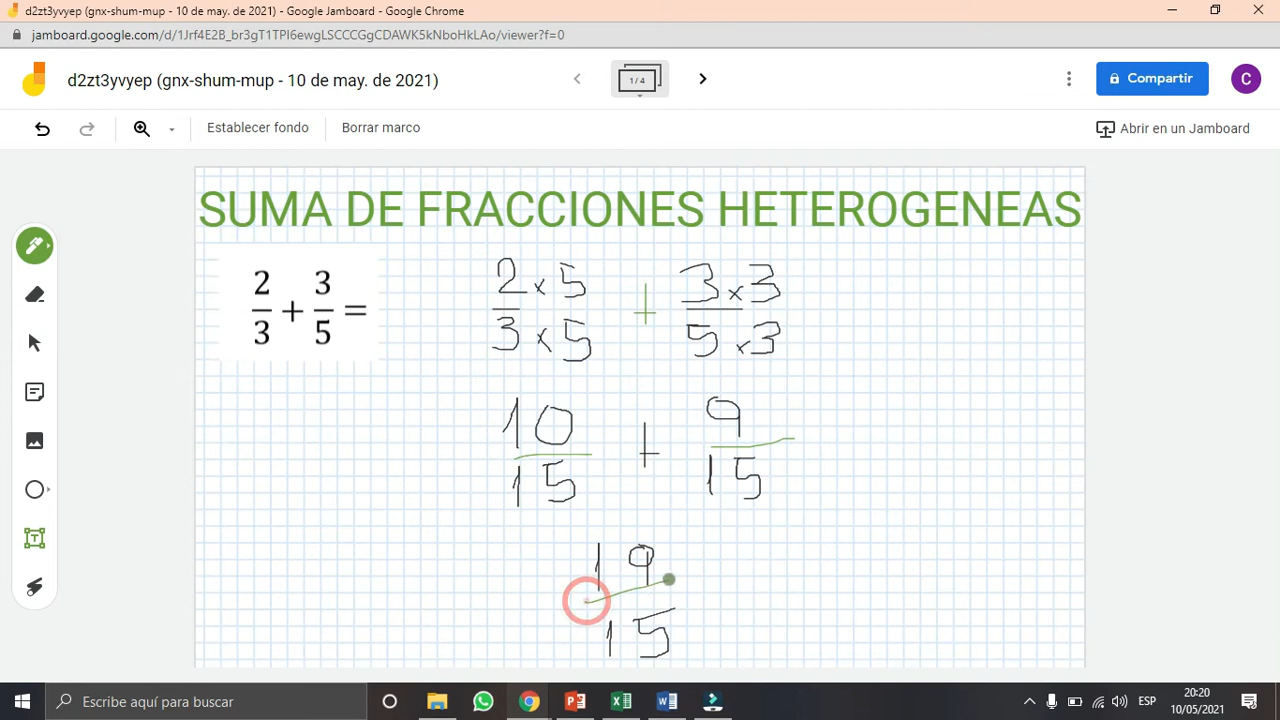 d2zt3yvyep (gnx-shum-mup - 10 de may. de 2021) - Google Jamboard - Google Chrome
jamboard.google.com/d/1Jrf4E2B_br3gT1TPI6ewgLSCCCGgCDAWK5kNboHkLAo/viewer?f=0
d2zt3yvyep (gnx-shum-mup - 10 de may. de 2021)
1 / 4
Compartir
C
Establecer fondo
Borrar marco
Abrir en un Jamboard
SUMA DE FRACCIONES HETEROGENEAS
2/3 + 3/5 =
2 x 5 / 3 x 5 + 3 x 3 / 5 x 3
10/15 + 9/15
19/15
Escribe aquí para buscar
ESP
20:20
10/05/2021